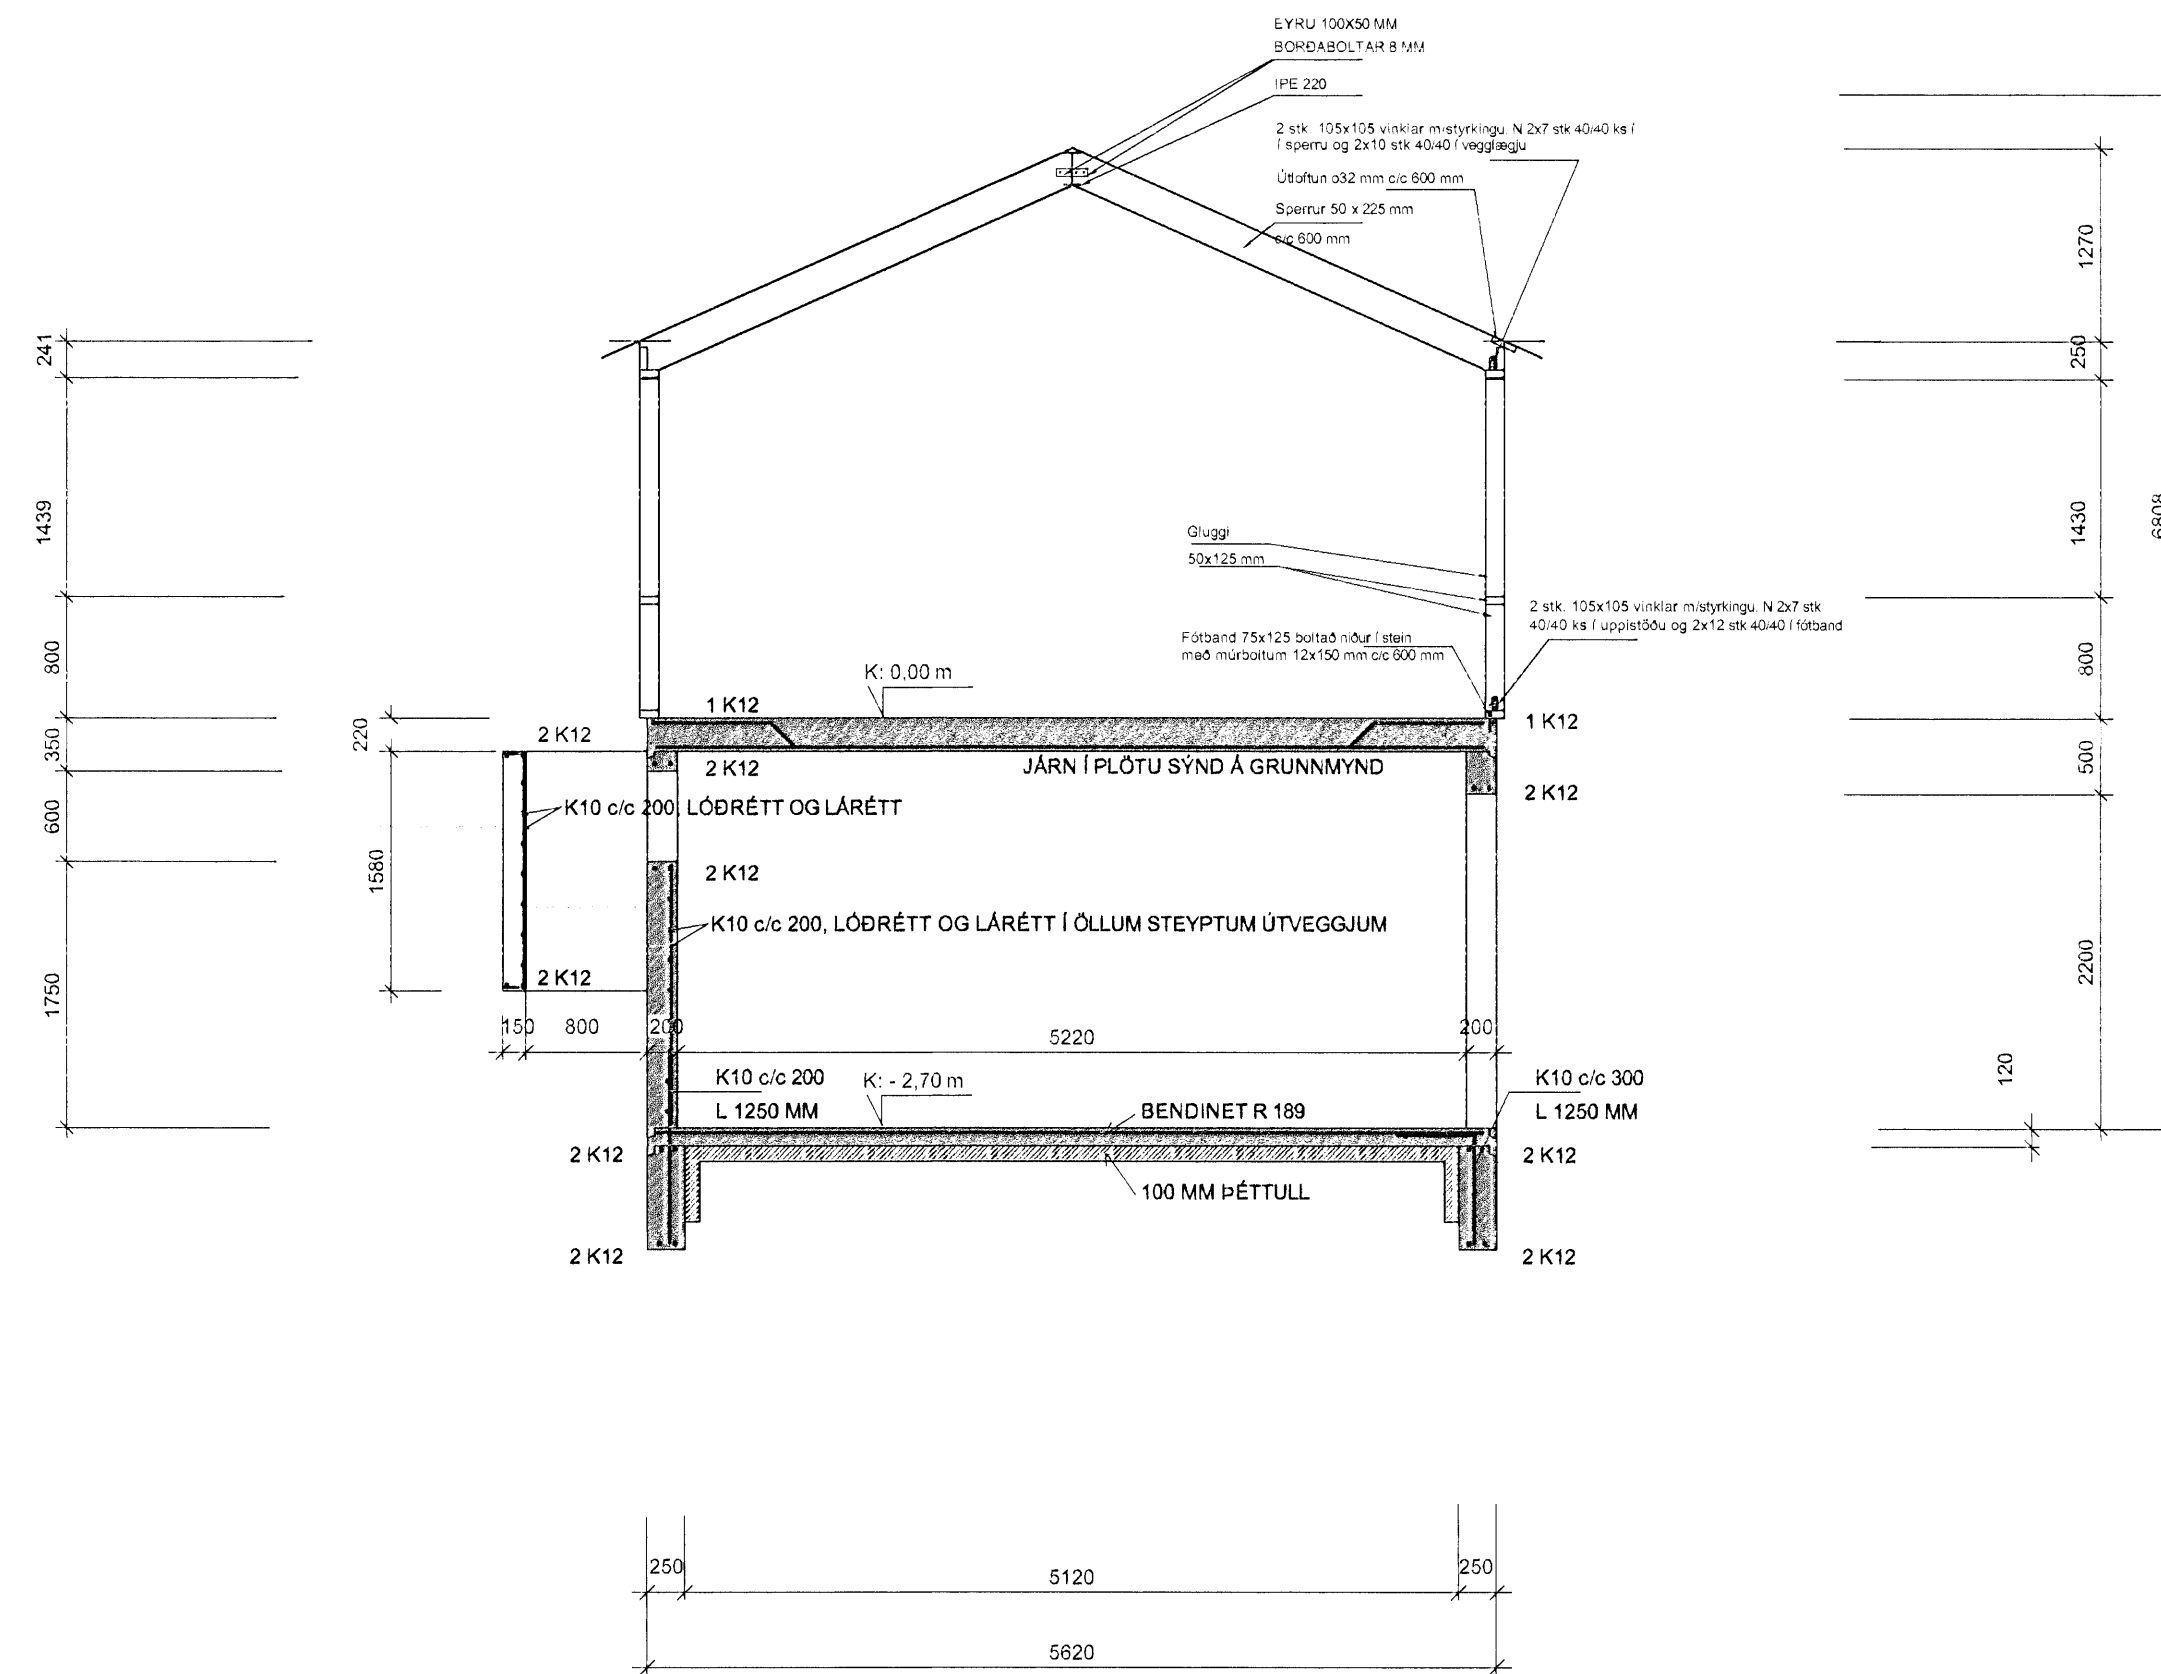 EYRU 100X50 MM
BORÐABOLTAR 8 MM
IPE 220
2 stk. 105x105 vinklar m/styrkingu. N 2x7 stk 40/40 ks í
í sperru og 2x10 stk 40/40 í vegglægju
Útloftun o32 mm c/c 600 mm
Sperrur 50 x 225 mm
c/c 600 mm
1270
241
250
1439
1430
6808
Gluggi
50x125 mm
2 stk. 105x105 vinklar m/styrkingu. N 2x7 stk
40/40 ks í uppistöðu og 2x12 stk 40/40 í fótband
Fótband 75x125 boltað niður í stein
með múrboltum 12x150 mm c/c 600 mm
800
800
K: 0,00 m
1 K12
1 K12
220
350
2 K12
2 K12
JÁRN Í PLÖTU SÝND Á GRUNNMYND
500
2 K12
600
K10 c/c 200, LÓÐRÉTT OG LÁRÉTT
1580
2 K12
K10 c/c 200, LÓÐRÉTT OG LÁRÉTT Í ÖLLUM STEYPTUM ÚTVEGGJUM
2200
1750
2 K12
150
800
200
5220
200
120
K10 c/c 200
L 1250 MM
K: - 2,70 m
K10 c/c 300
L 1250 MM
BENDINET R 189
2 K12
2 K12
100 MM ÞÉTTULL
2 K12
2 K12
250
5120
250
5620